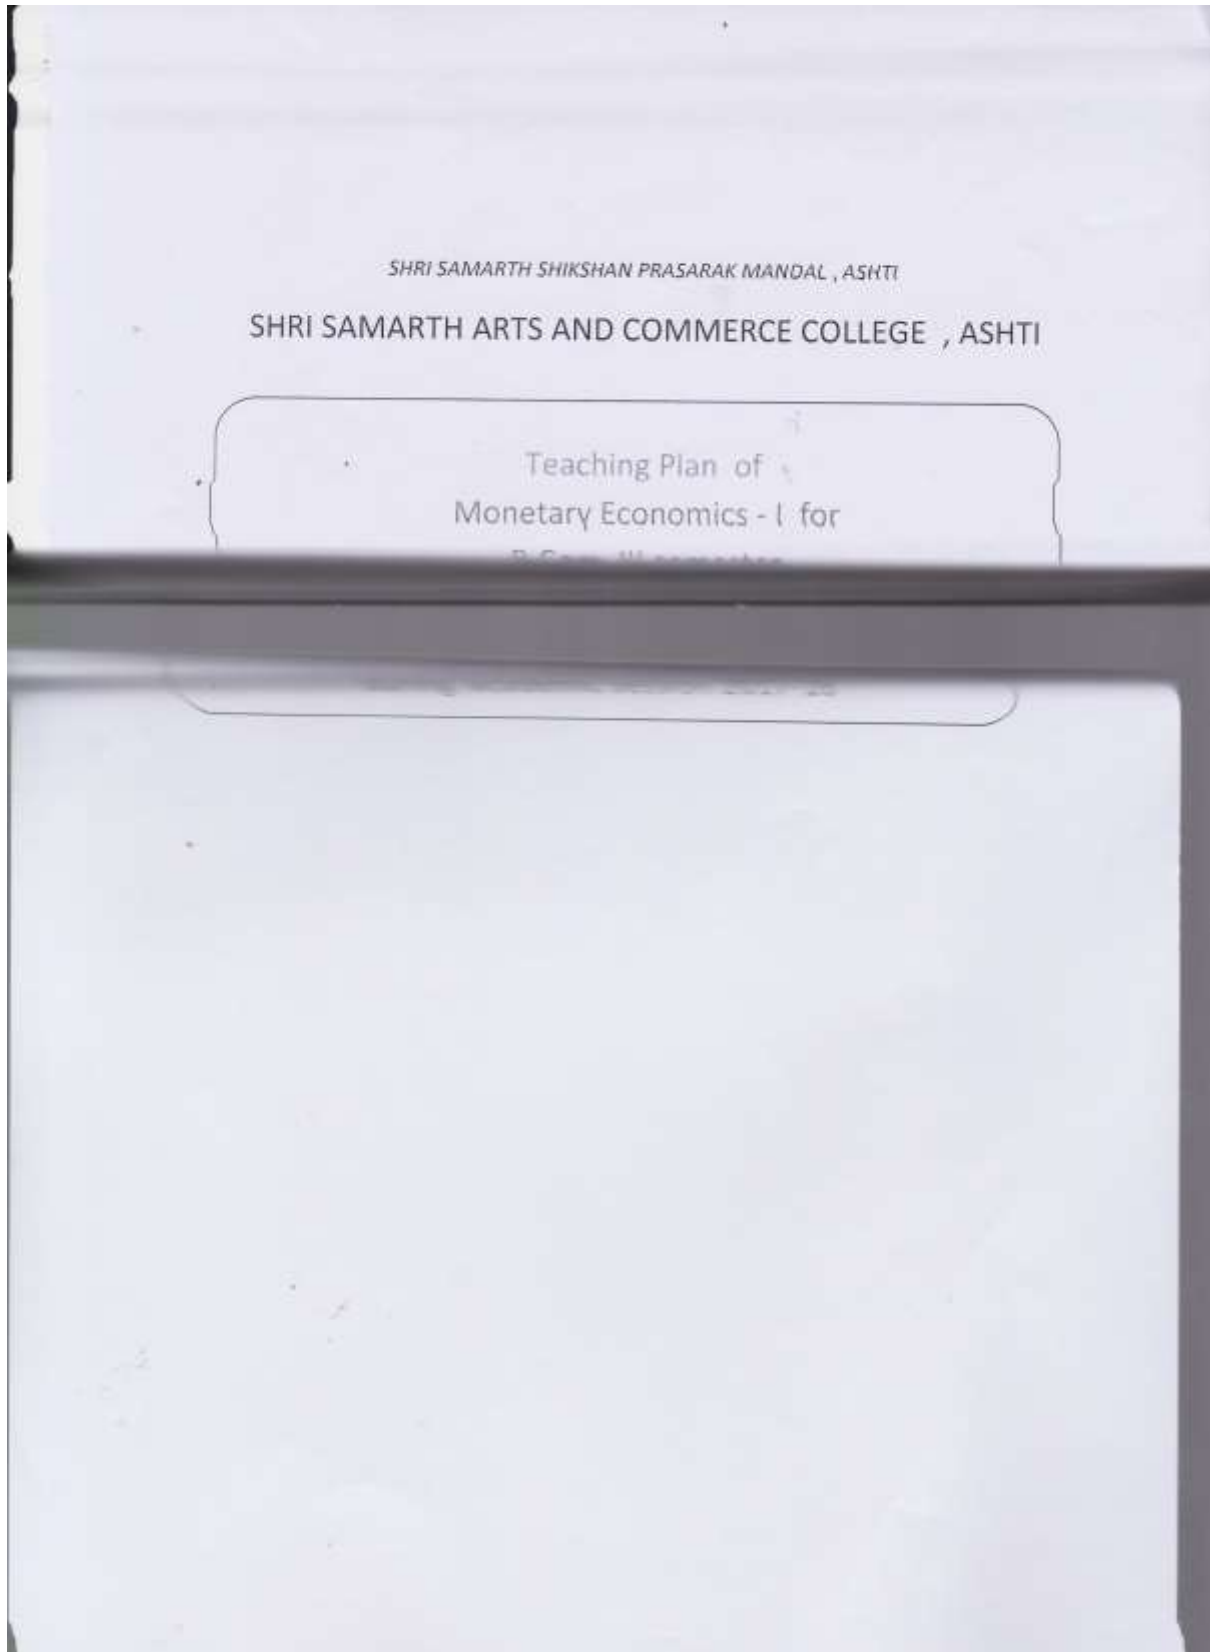 SHRI SAMARTH SHIKSHAN PRASARAK MANDAL , ASHTI
SHRI SAMARTH ARTS AND COMMERCE COLLEGE , ASHTI
Teaching Plan of
Monetary Economics - I for